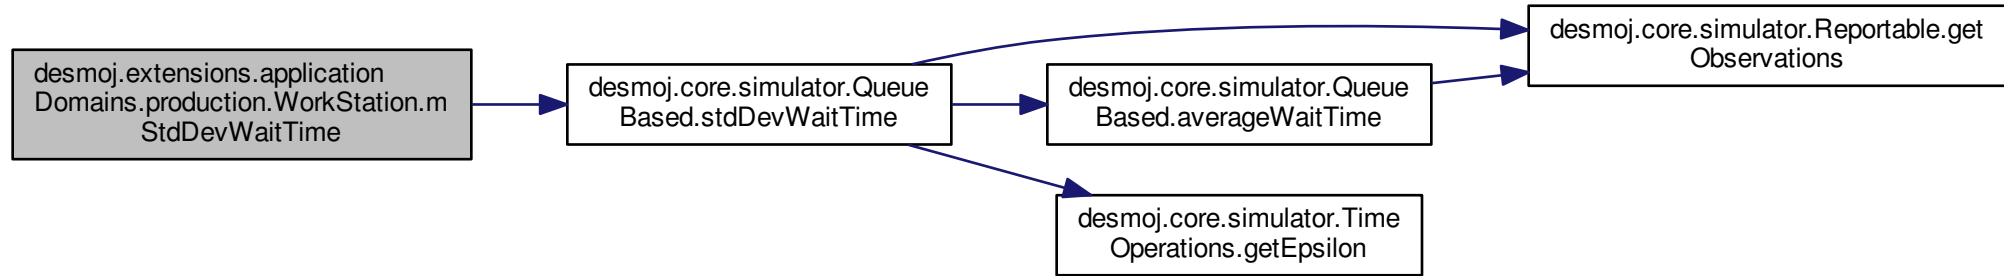 desmoj.extensions.application
Domains.production.WorkStation.m
StdDevWaitTime
desmoj.core.simulator.Queue
Based.stdDevWaitTime
desmoj.core.simulator.Queue
Based.averageWaitTime
desmoj.core.simulator.Reportable.get
Observations
desmoj.core.simulator.Time
Operations.getEpsilon